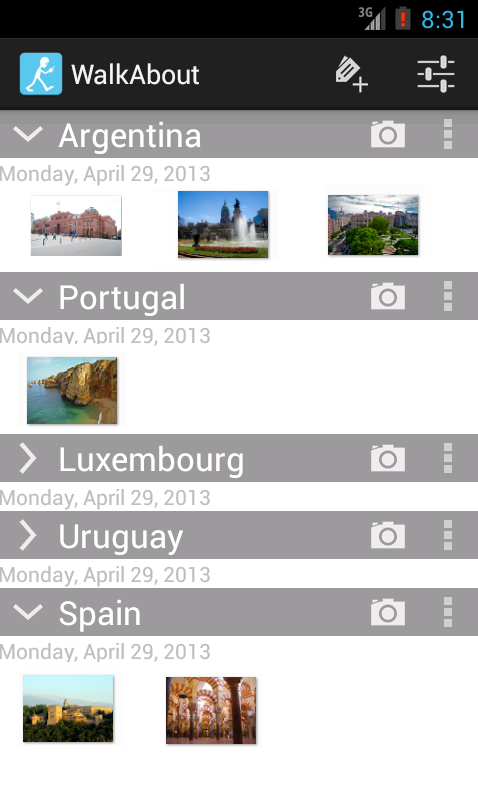 3G 8:31
WalkAbout
Argentina
Monday, April 29, 2013
Portugal
Monday, April 29, 2013
Luxembourg
Monday, April 29, 2013
Uruguay
Monday, April 29, 2013
Spain
Monday, April 29, 2013